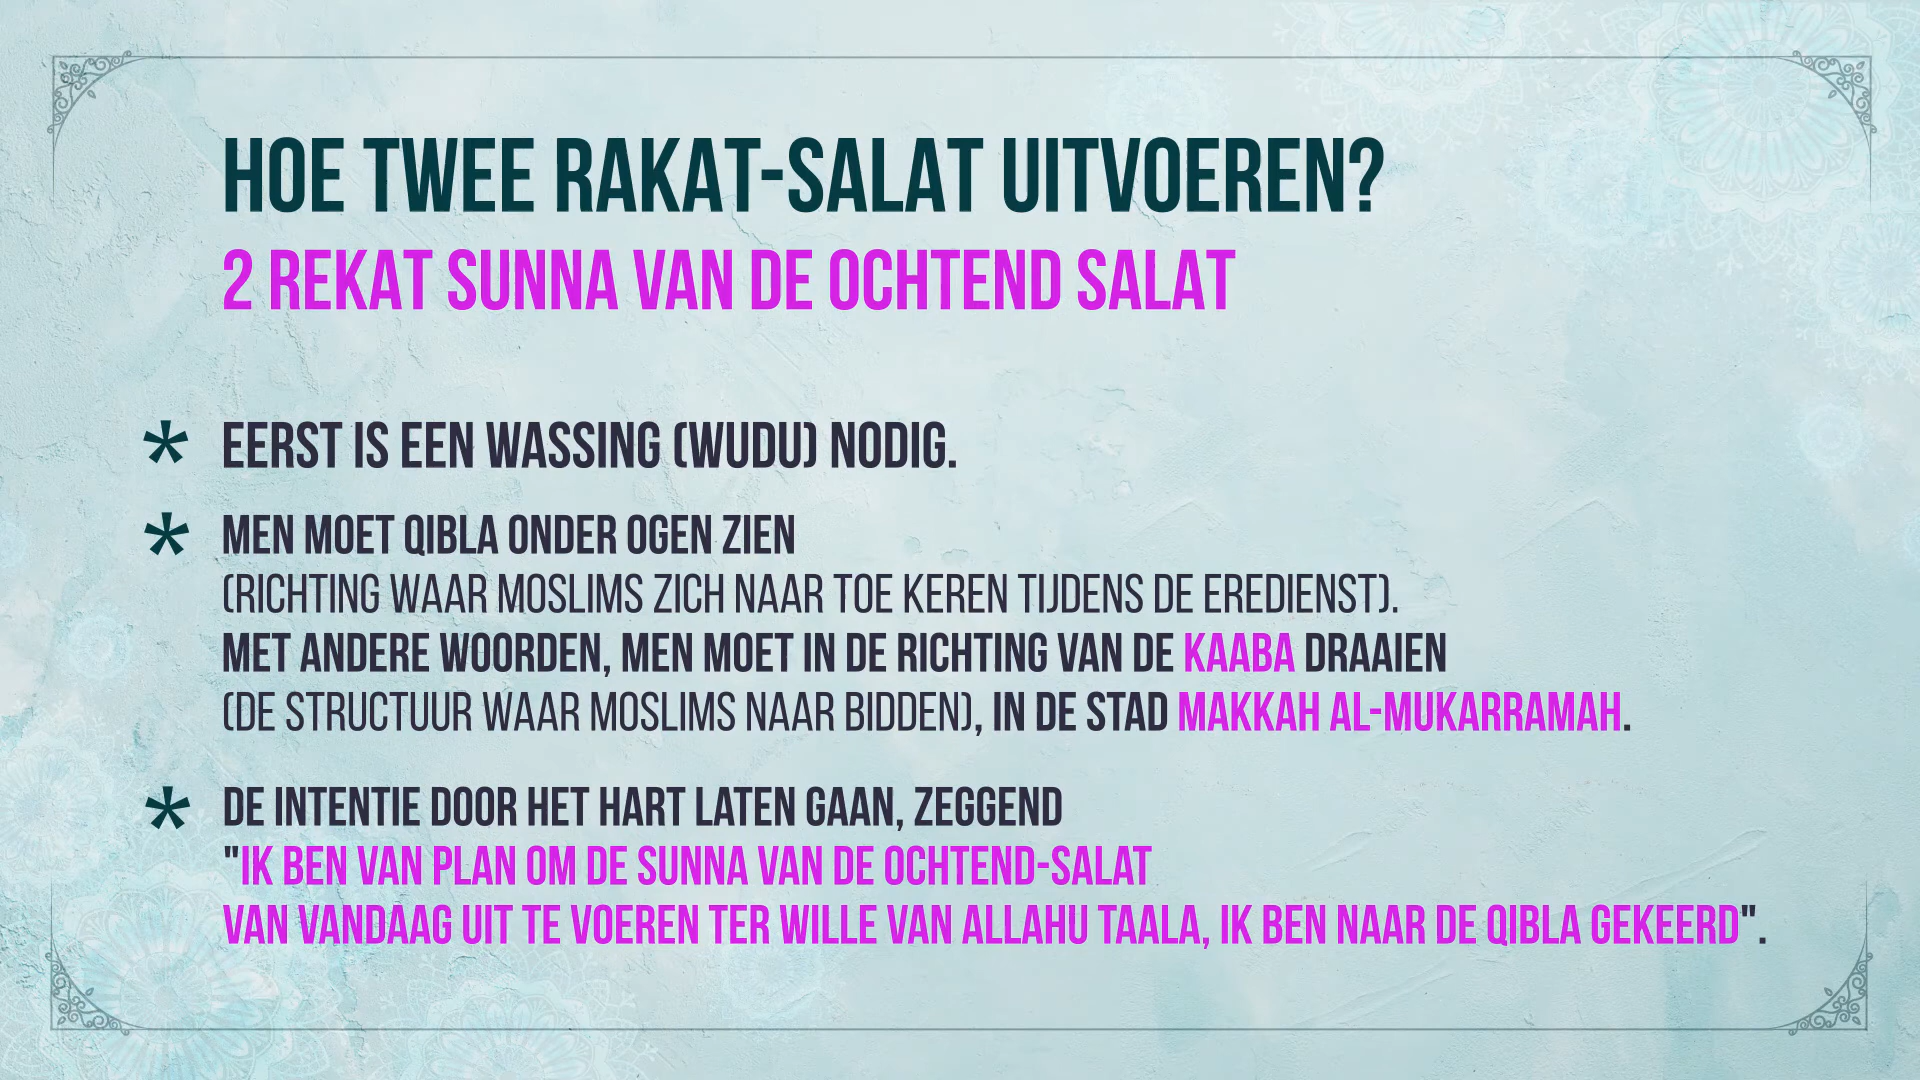 HOE TWEE RAKAT-SALAT UITVOEREN?
2 REKAT SUNNA VAN DE OCHTEND SALAT
* EERST IS EEN WASSING (WUDU) NODIG.
* MEN MOET QIBLA ONDER OGEN ZIEN
(RICHTING WAAR MOSLIMS ZICH NAAR TOE KEREN TIJDENS DE EREDIENST).
MET ANDERE WOORDEN, MEN MOET IN DE RICHTING VAN DE KAABA DRAAIEN
(DE STRUCTUUR WAAR MOSLIMS NAAR BIDDEN), IN DE STAD MAKKAH AL-MUKARRAMAH.
* DE INTENTIE DOOR HET HART LATEN GAAN, ZEGGEND
"IK BEN VAN PLAN OM DE SUNNA VAN DE OCHTEND-SALAT
VAN VANDAAG UIT TE VOEREN TER WILLE VAN ALLAHU TAALA, IK BEN NAAR DE QIBLA GEKEERD".